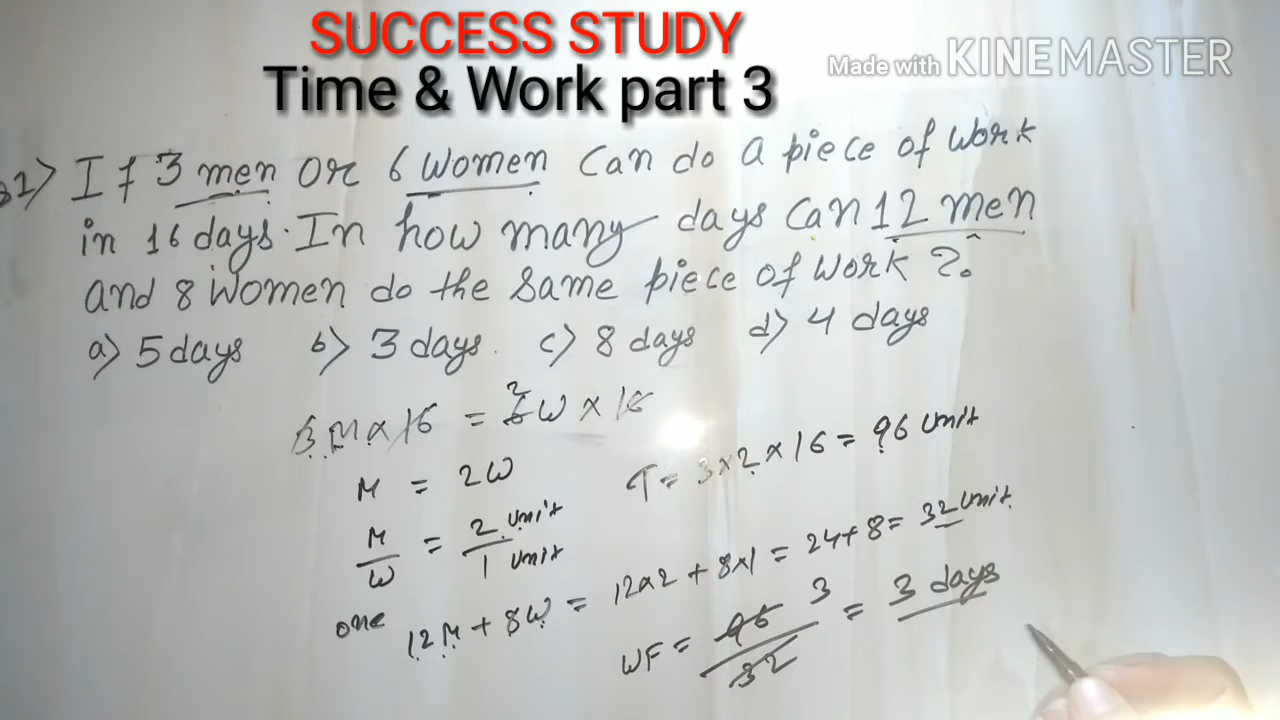 SUCCESS STUDY
Made with KINEMASTER
Time & Work part 3
If 3 men or 6 women can do a piece of work
in 16 days. In how many days can 12 men
and 8 women do the same piece of work ?
a) 5 days b) 3 days c) 8 days d) 4 days
3M × 16 = 6W × 16
2
M = 2W
T = 3×2×16 = 96 unit
M/W = 2 unit/1 unit
one 12M + 8W = 12×2 + 8×1 = 24+8 = 32 unit
WF = 96/32 3 = 3 days